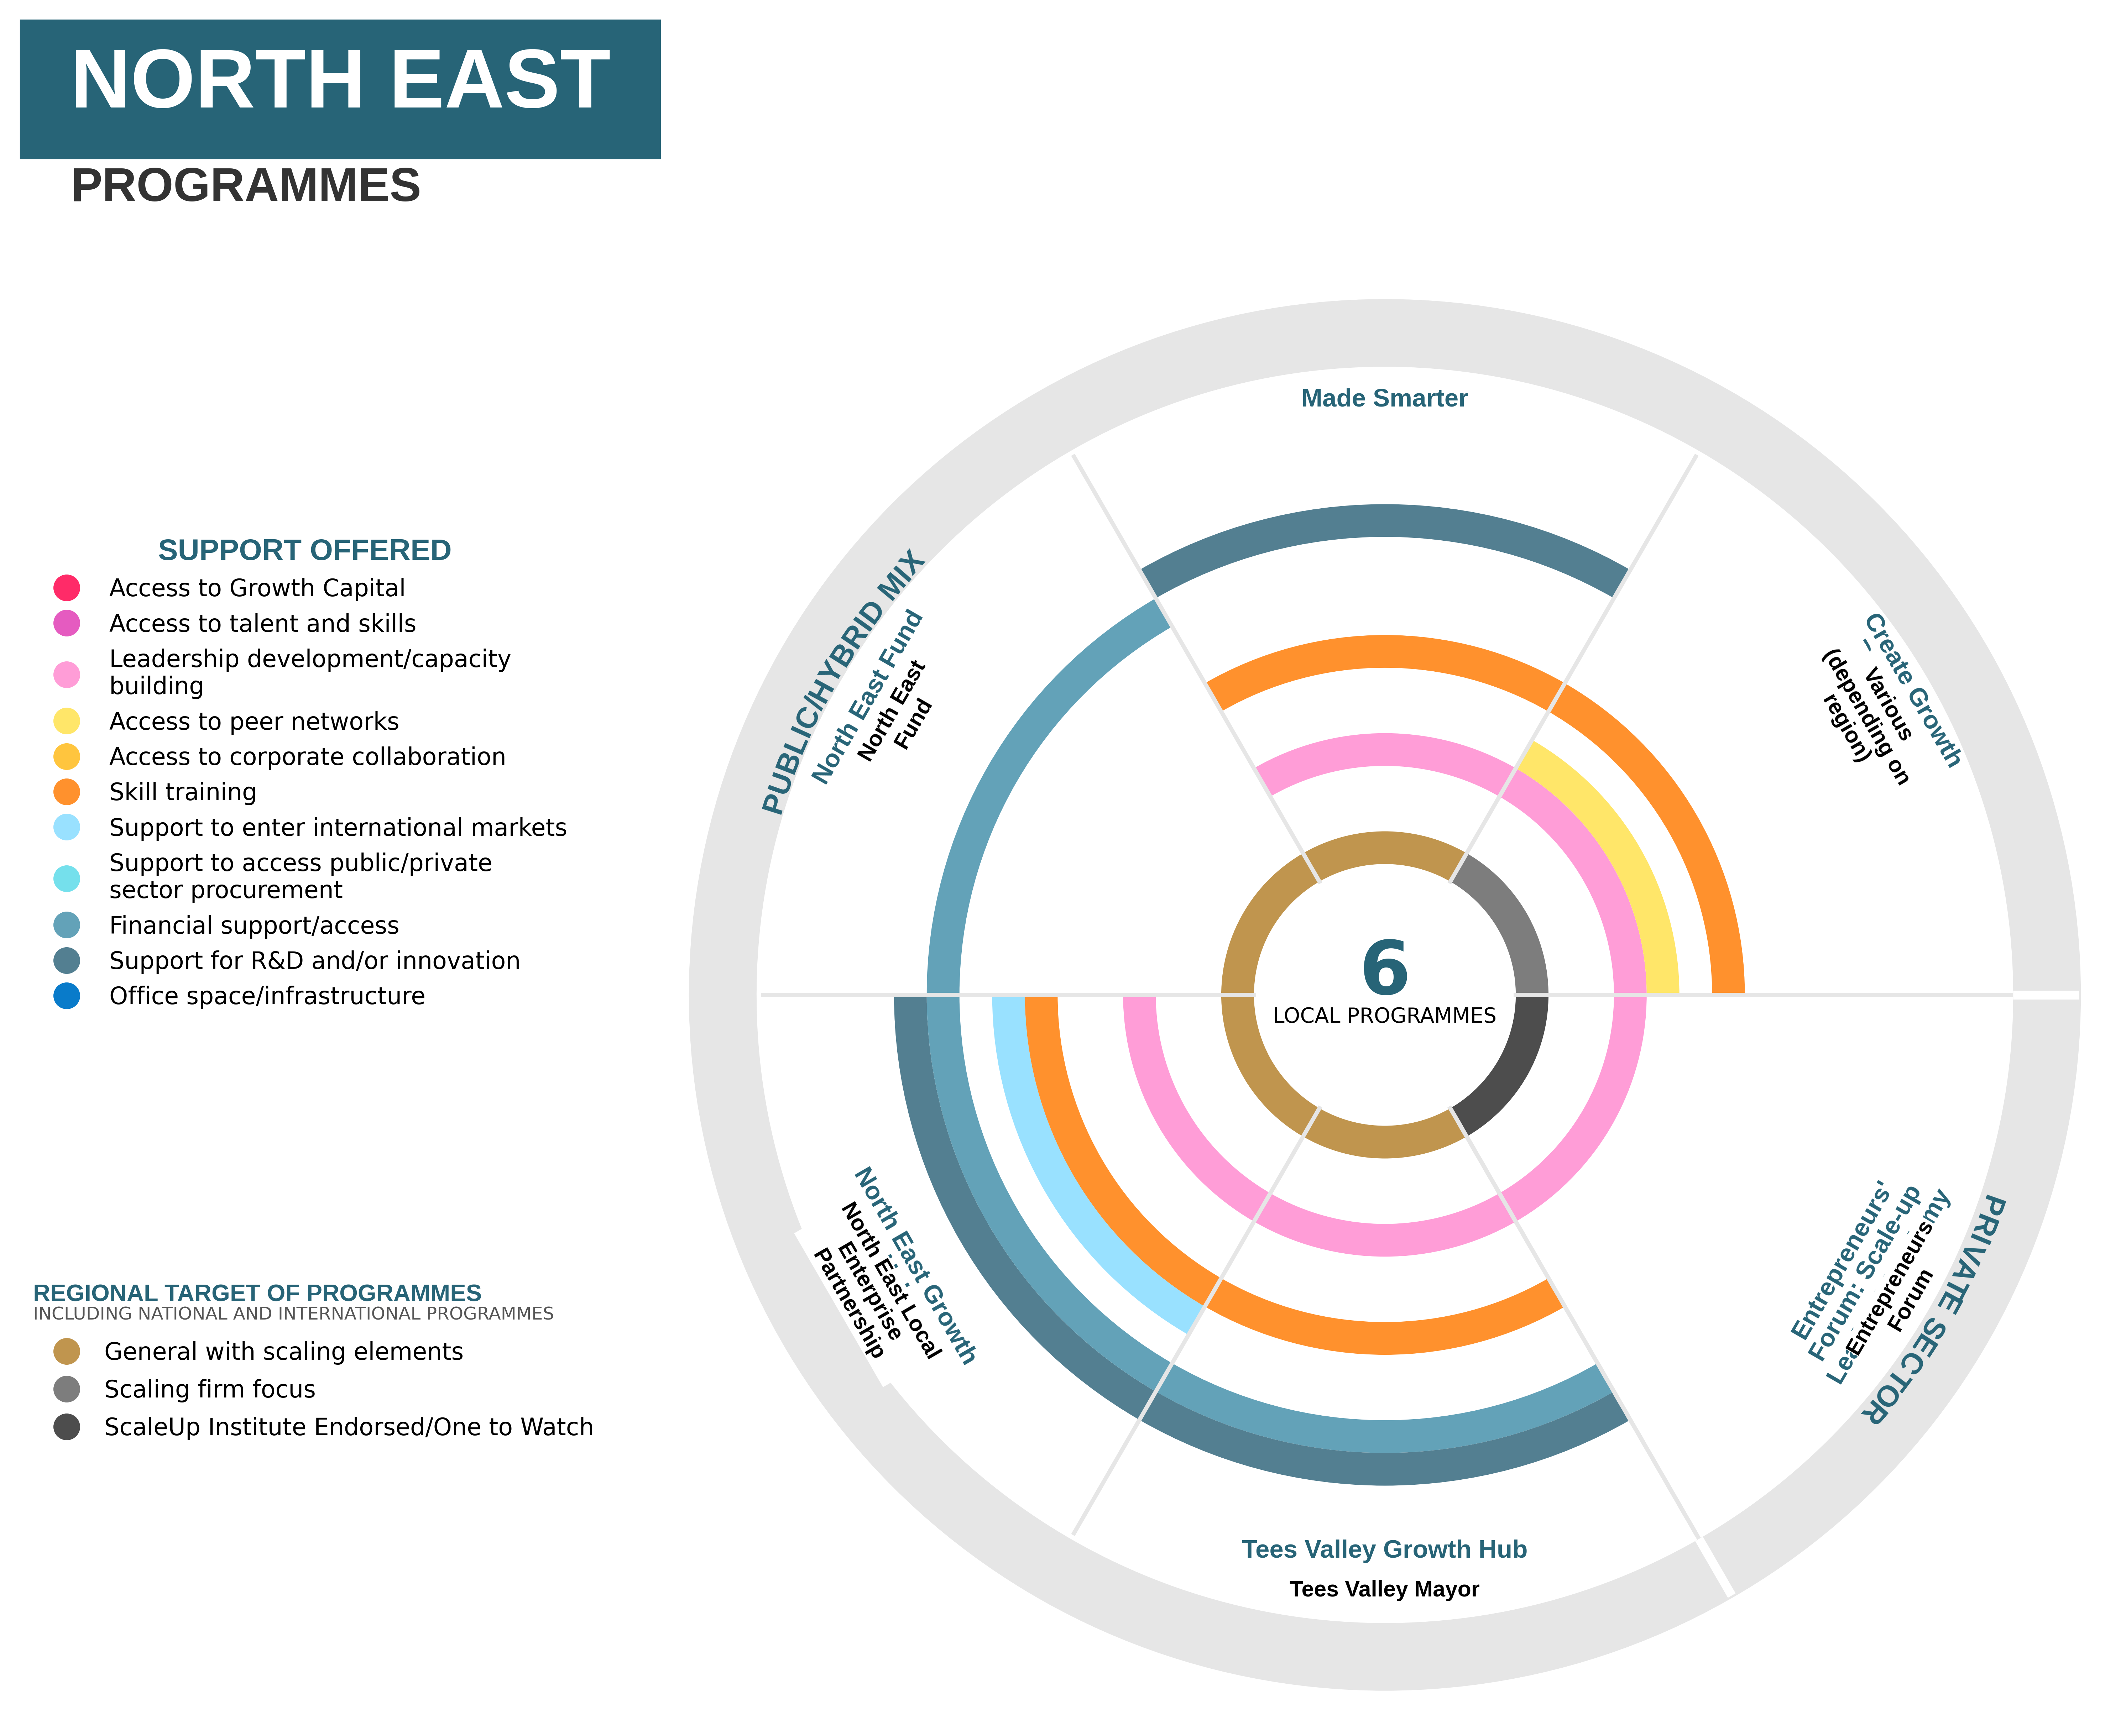 NORTH EAST
PROGRAMMES
SUPPORT OFFERED
Access to Growth Capital
Access to talent and skills
Leadership development/capacity
building
Access to peer networks
Access to corporate collaboration
Skill training
Support to enter international markets
Support to access public/private
sector procurement
Financial support/access
Support for R&D and/or innovation
Office space/infrastructure
REGIONAL TARGET OF PROGRAMMES
INCLUDING NATIONAL AND INTERNATIONAL PROGRAMMES
General with scaling elements
Scaling firm focus
ScaleUp Institute Endorsed/One to Watch
Made Smarter
PUBLIC/HYBRID MIX
North East Fund
North East
Fund
Create Growth
Various
(depending on
region)
6
LOCAL PROGRAMMES
North East Growth
North East Local
Enterprise
Partnership
Entrepreneurs'
Forum: Scale-up
Entrepreneurs
Forum
PRIVATE SECTOR
Tees Valley Growth Hub
Tees Valley Mayor